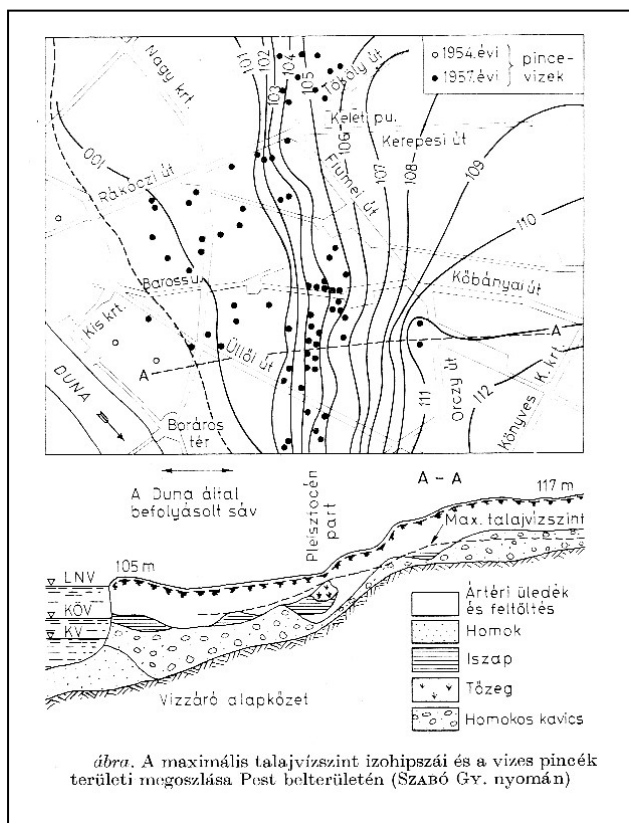 Nagy krt.
101
102
103
104
105
Thököly út
○ 1954.évi
● 1957.évi
pince-
vizek
Keleti pu.
106
Kerepesi út
107
108
109
100
Rákóczi út
Fiumei út
110
Baross u.
Kőbányai út
Kis krt.
A
A
Üllői út
DUNA
Boráros
tér
111
Orczy út
112
Könyves K. krt.
A Duna által
befolyásolt sáv
Pleisztocén
part
A – A
117 m
Max. talajvízszint
105 m
LNV
KÖV
KV
Vízzáró alapkőzet
Ártéri üledék
és feltöltés
Homok
Iszap
Tőzeg
Homokos kavics
ábra. A maximális talajvízszint izohipszái és a vizes pincék
területi megoszlása Pest belterületén (SZABÓ GY. nyomán)